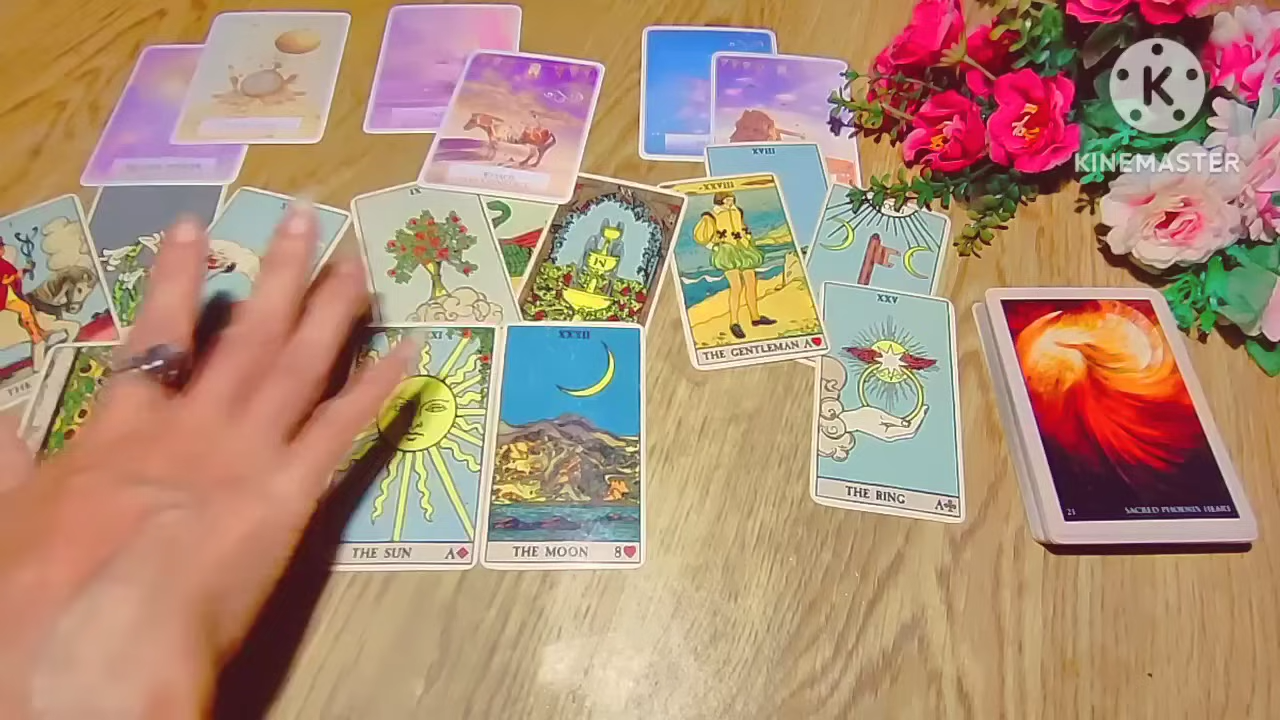 K
KINEMASTER
XVIII
XXVIII
IX
XXV
THE GENTLEMAN A
XI
XXXII
THE RING A
THE SUN A
THE MOON 8
21 SACRED PHOENIX HEART